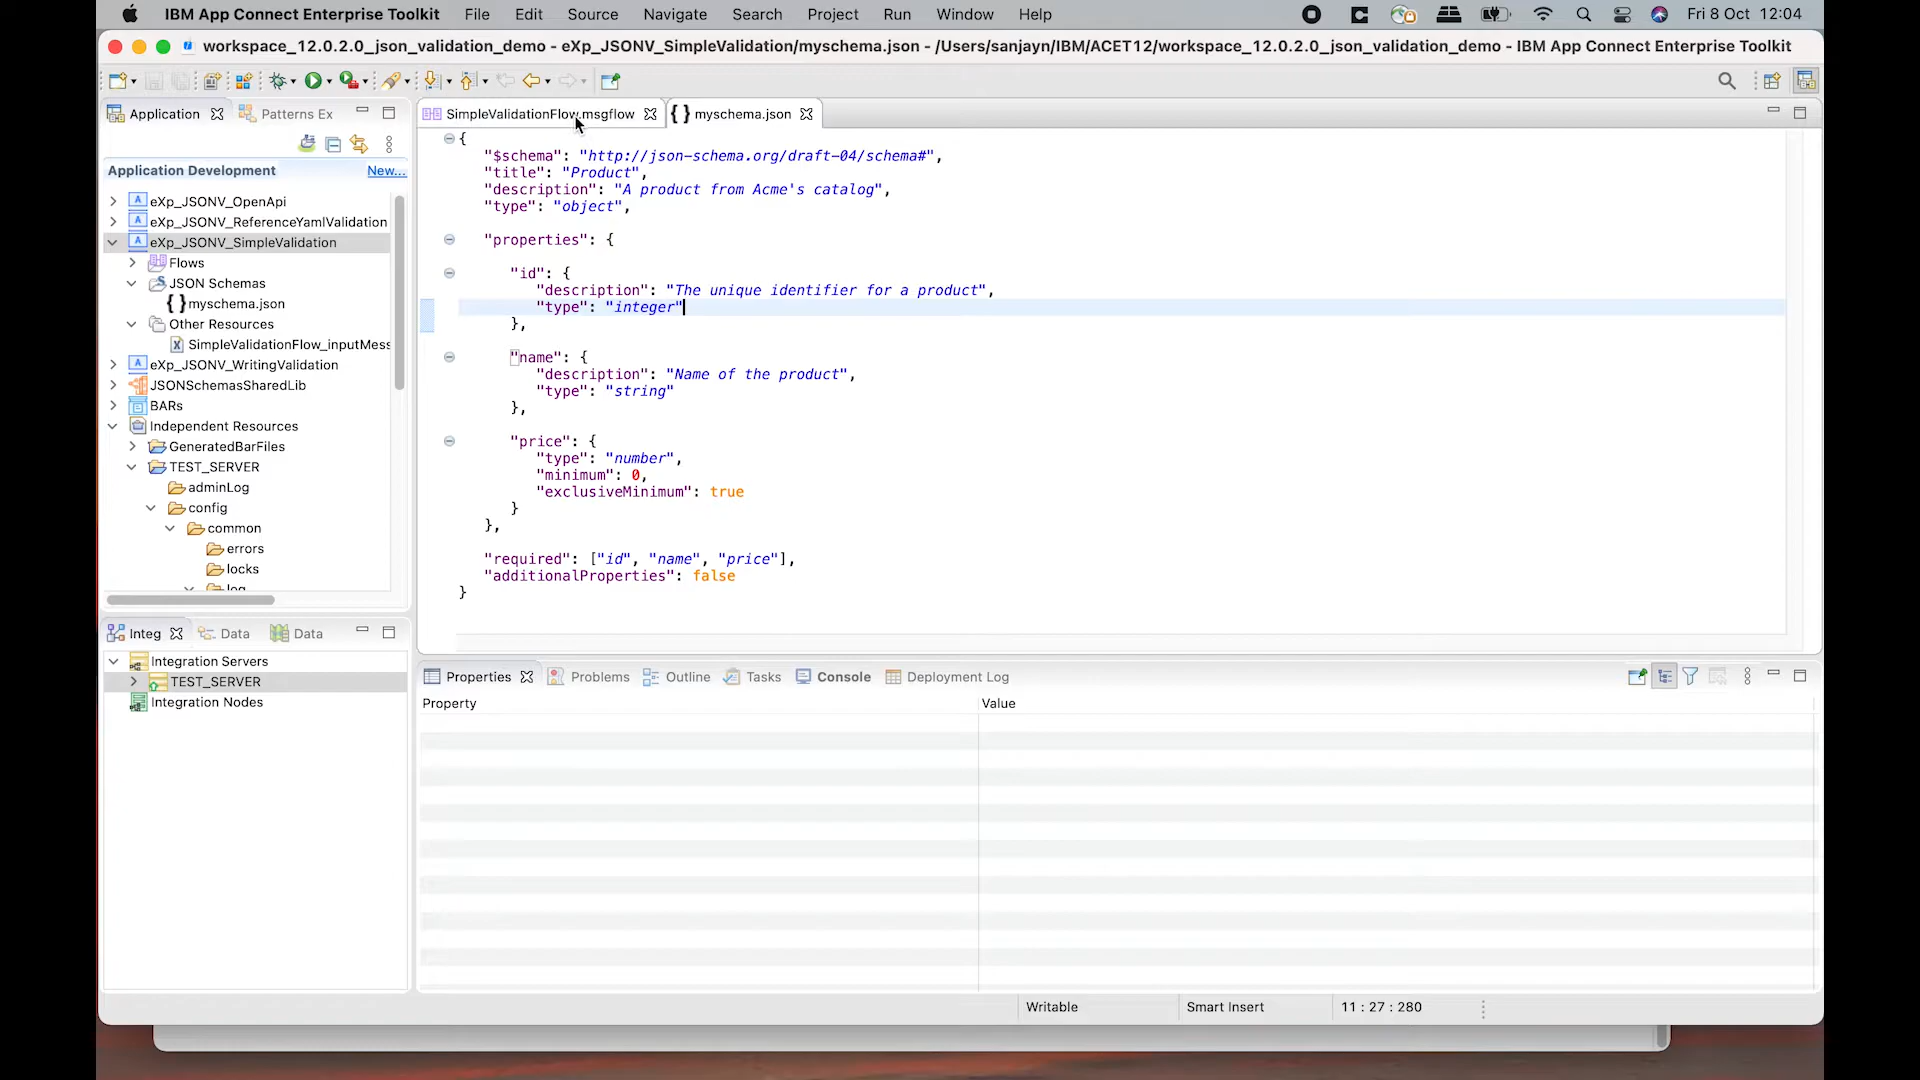 IBM App Connect Enterprise Toolkit File Edit Source Navigate Search Project Run Window Help Fri 8 Oct 12:04
workspace_12.0.2.0_json_validation_demo - eXp_JSONV_SimpleValidation/myschema.json - /Users/sanjayn/IBM/ACET12/workspace_12.0.2.0_json_validation_demo - IBM App Connect Enterprise Toolkit
Application Patterns Ex
Application Development New...
eXp_JSONV_OpenApi
eXp_JSONV_ReferenceYamlValidation
eXp_JSONV_SimpleValidation
Flows
JSON Schemas
{ } myschema.json
Other Resources
SimpleValidationFlow_inputMess
eXp_JSONV_WritingValidation
JSONSchemasSharedLib
BARs
Independent Resources
GeneratedBarFiles
TEST_SERVER
adminLog
config
common
errors
locks
log
Integ Data Data
Integration Servers
TEST_SERVER
Integration Nodes
SimpleValidationFlow.msgflow { } myschema.json
{
"$schema": "http://json-schema.org/draft-04/schema#",
"title": "Product",
"description": "A product from Acme's catalog",
"type": "object",
"properties": {
"id": {
"description": "The unique identifier for a product",
"type": "integer"
},
"name": {
"description": "Name of the product",
"type": "string"
},
"price": {
"type": "number",
"minimum": 0,
"exclusiveMinimum": true
}
},
"required": ["id", "name", "price"],
"additionalProperties": false
}
Properties Problems Outline Tasks Console Deployment Log
Property Value
Writable Smart Insert 11 : 27 : 280